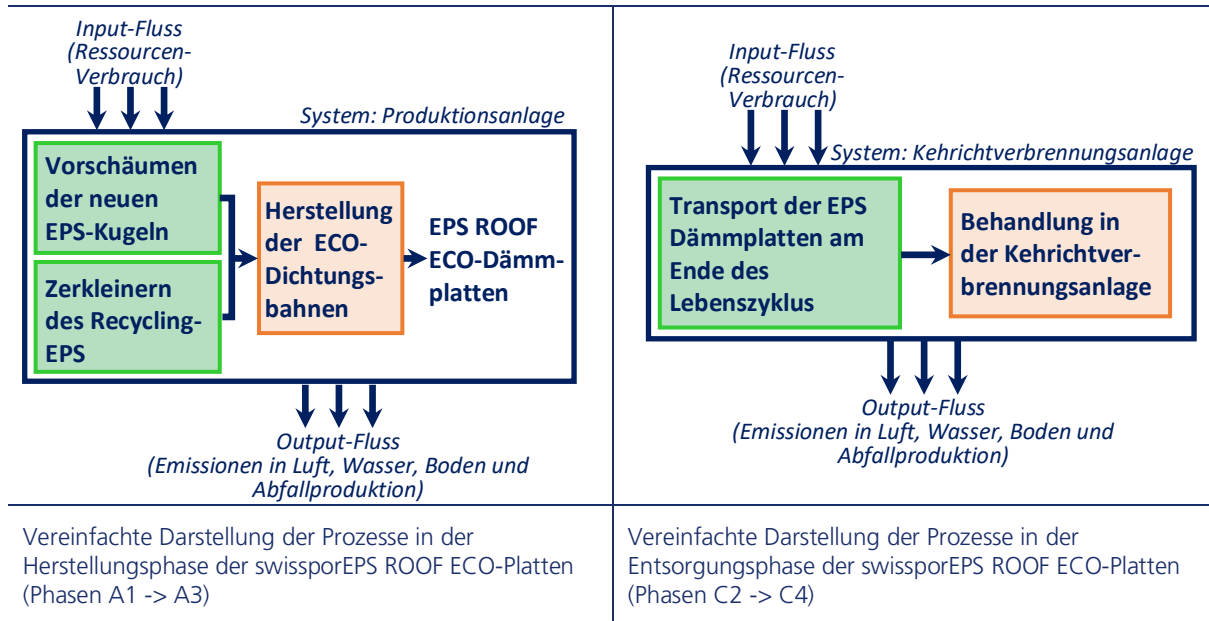 Input-Fluss
(Ressourcen-
Verbrauch)
System: Produktionsanlage
Vorschäumen
der neuen
EPS-Kugeln
Zerkleinern
des Recycling-
EPS
Herstellung
der ECO-
Dichtungs-
bahnen
EPS ROOF
ECO-Dämm-
platten
Output-Fluss
(Emissionen in Luft, Wasser, Boden und
Abfallproduktion)
Vereinfachte Darstellung der Prozesse in der
Herstellungsphase der swissporEPS ROOF ECO-Platten
(Phasen A1 -> A3)
Input-Fluss
(Ressourcen-
Verbrauch)
System: Kehrichtverbrennungsanlage
Transport der EPS
Dämmplatten am
Ende des
Lebenszyklus
Behandlung in
der Kehrichtver-
brennungsanlage
Output-Fluss
(Emissionen in Luft, Wasser, Boden und
Abfallproduktion)
Vereinfachte Darstellung der Prozesse in der
Entsorgungsphase der swissporEPS ROOF ECO-Platten
(Phasen C2 -> C4)